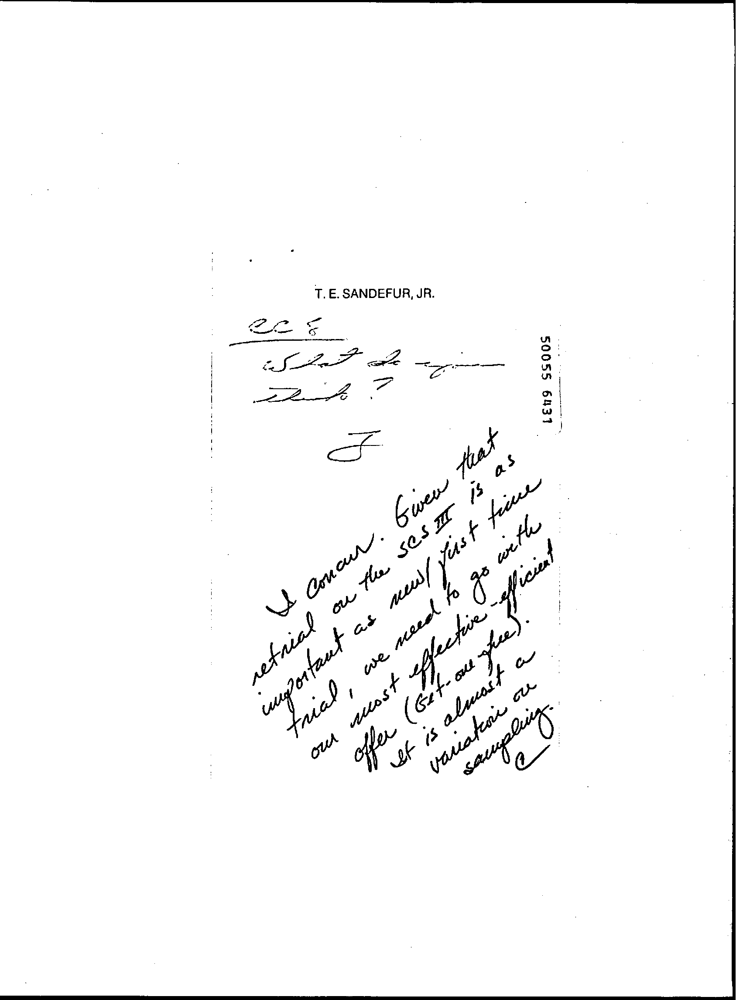 T. E. SANDEFUR, JR.
What do you
think?
J
50055 6431
I concur. Given that
retrial on the SCS III is as
important as new/first time
trial, we need to go with
our most effective-efficient
offer (Get-one-free).
It is almost a
variation on
sampling.
C